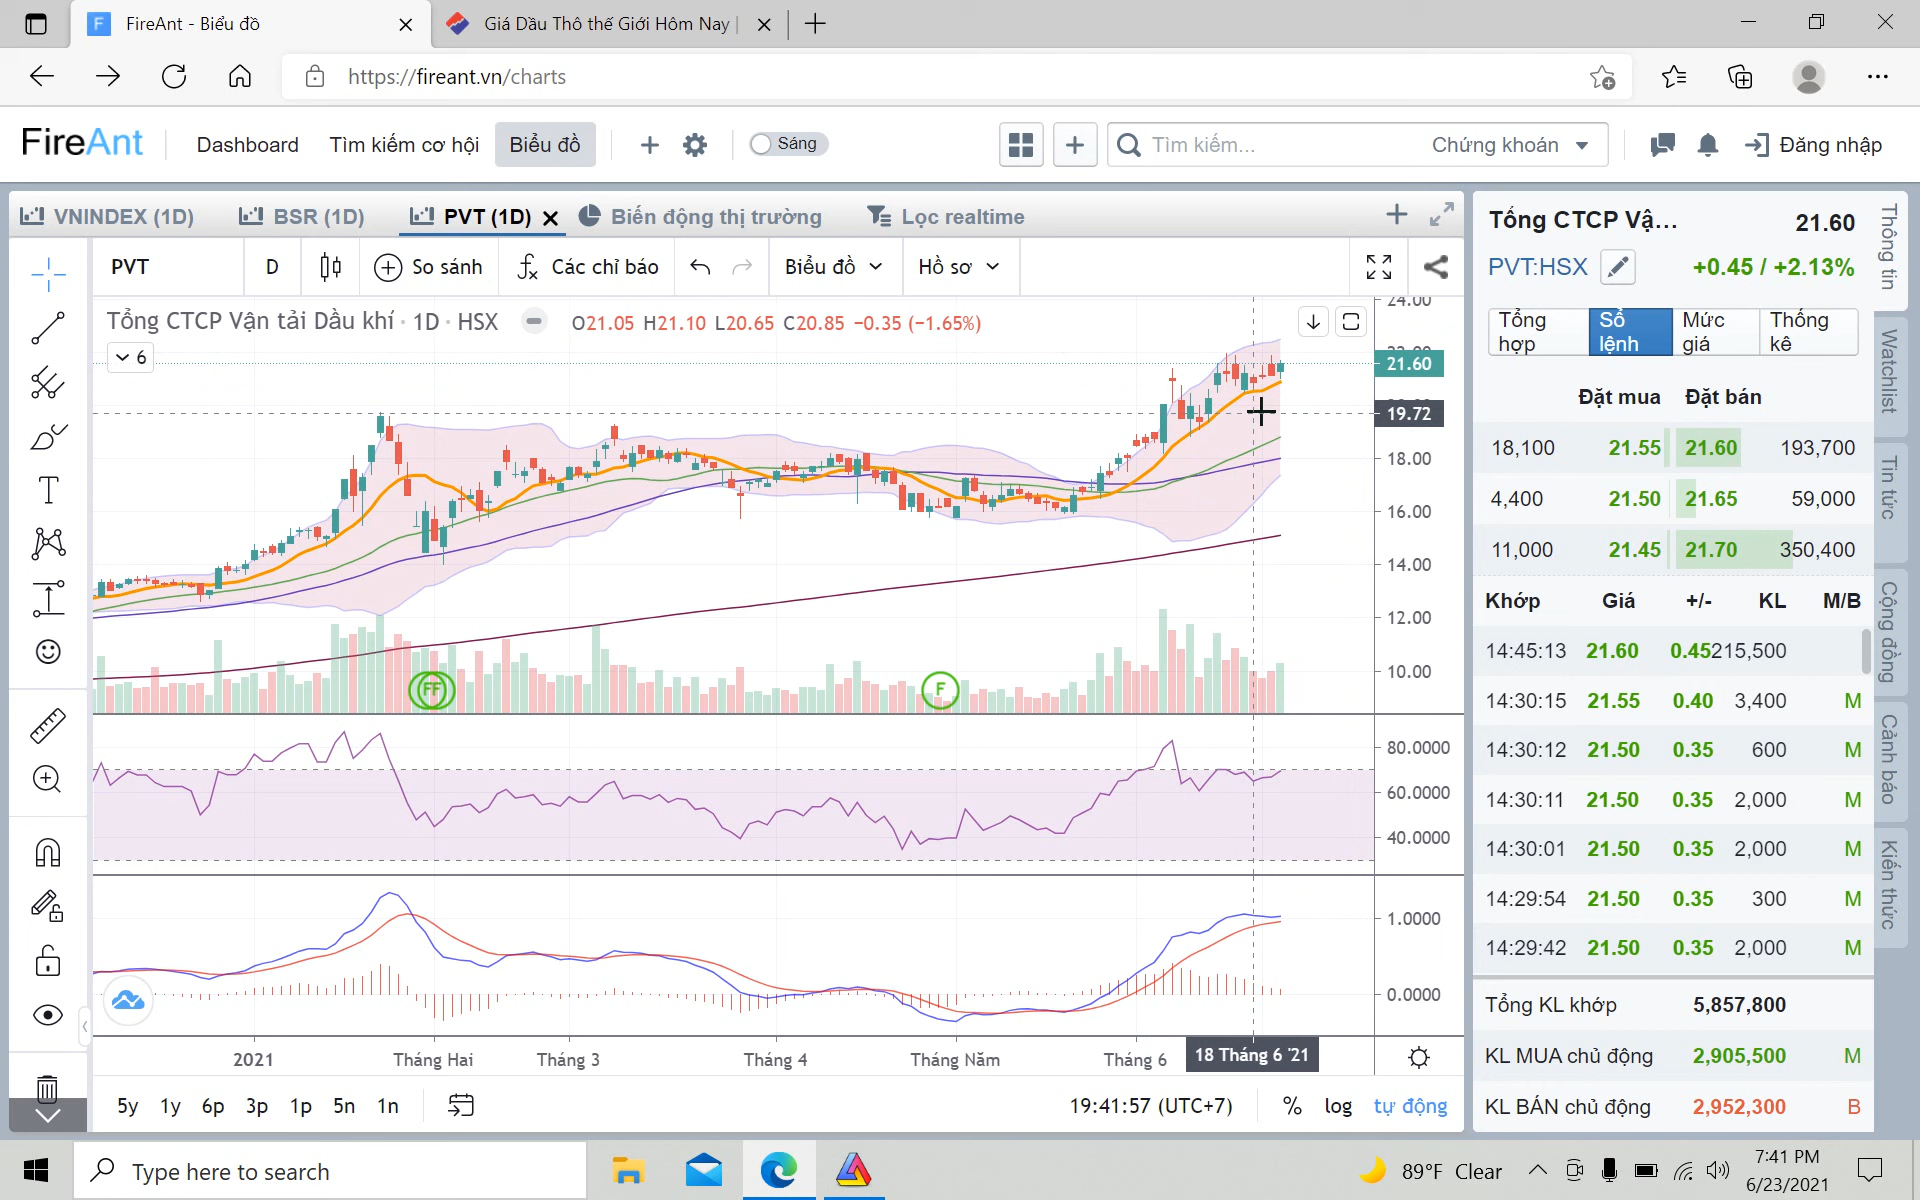 FireAnt - Biểu đồ
Giá Dầu Thô thế Giới Hôm Nay |
https://fireant.vn/charts
FireAnt
Dashboard
Tìm kiếm cơ hội
Biểu đồ
Sáng
Tìm kiếm...
Chứng khoán
Đăng nhập
VNINDEX (1D)
BSR (1D)
PVT (1D)
Biến động thị trường
Lọc realtime
PVT
D
So sánh
Các chỉ báo
Biểu đồ
Hồ sơ
Tổng CTCP Vận tải Dầu khí · 1D · HSX
O21.05 H21.10 L20.65 C20.85 −0.35 (−1.65%)
6
24.00
21.60
19.72
18.00
16.00
14.00
12.00
10.00
FF
F
80.0000
60.0000
40.0000
1.0000
0.0000
2021
Tháng Hai
Tháng 3
Tháng 4
Tháng Năm
Tháng 6
18 Tháng 6 '21
5y 1y 6p 3p 1p 5n 1n
19:41:57 (UTC+7)
% log tự động
Tổng CTCP Vậ...
21.60
PVT:HSX
+0.45 / +2.13%
Tổng hợp
Sổ lệnh
Mức giá
Thống kê
Đặt mua Đặt bán
18,100 21.55 21.60 193,700
4,400 21.50 21.65 59,000
11,000 21.45 21.70 350,400
Khớp Giá +/- KL M/B
14:45:13 21.60 0.45 215,500
14:30:15 21.55 0.40 3,400 M
14:30:12 21.50 0.35 600 M
14:30:11 21.50 0.35 2,000 M
14:30:01 21.50 0.35 2,000 M
14:29:54 21.50 0.35 300 M
14:29:42 21.50 0.35 2,000 M
Tổng KL khớp 5,857,800
KL MUA chủ động 2,905,500 M
KL BÁN chủ động 2,952,300 B
Thông tin
Watchlist
Tin tức
Cộng đồng
Cảnh báo
Kiến thức
Type here to search
89°F Clear
7:41 PM
6/23/2021